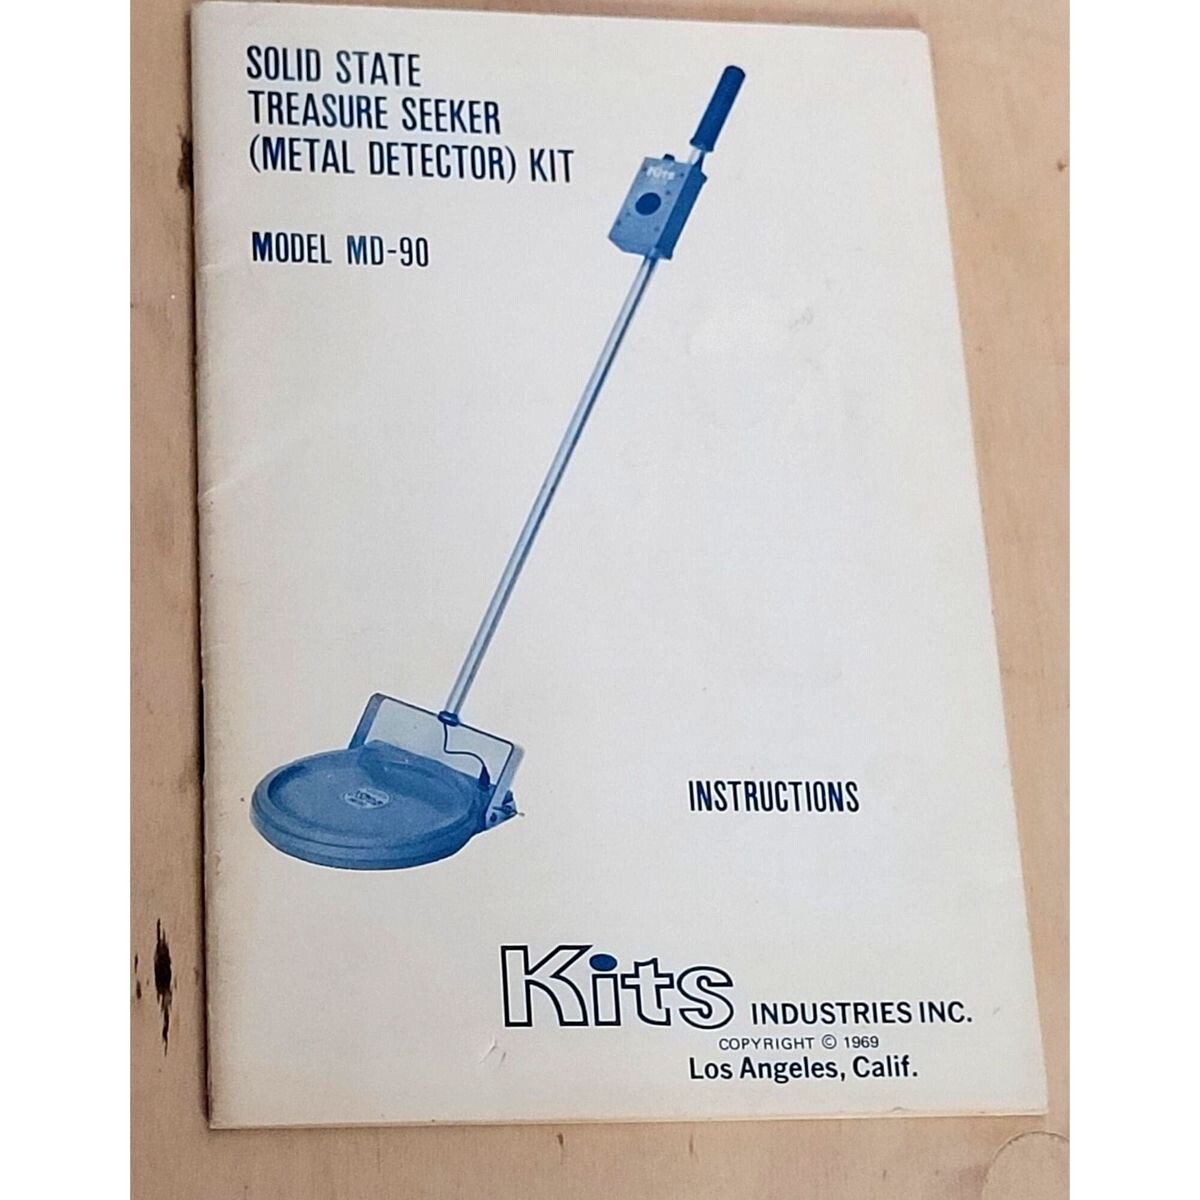 SOLID STATE
TREASURE SEEKER
(METAL DETECTOR) KIT
MODEL MD-90
Kits
INSTRUCTIONS
Kits INDUSTRIES INC.
COPYRIGHT © 1969
Los Angeles, Calif.